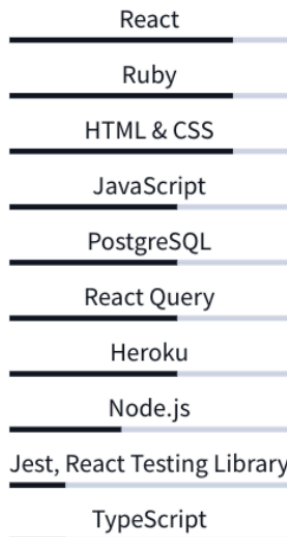 React
Ruby
HTML & CSS
JavaScript
PostgreSQL
React Query
Heroku
Node.js
Jest, React Testing Library
TypeScript